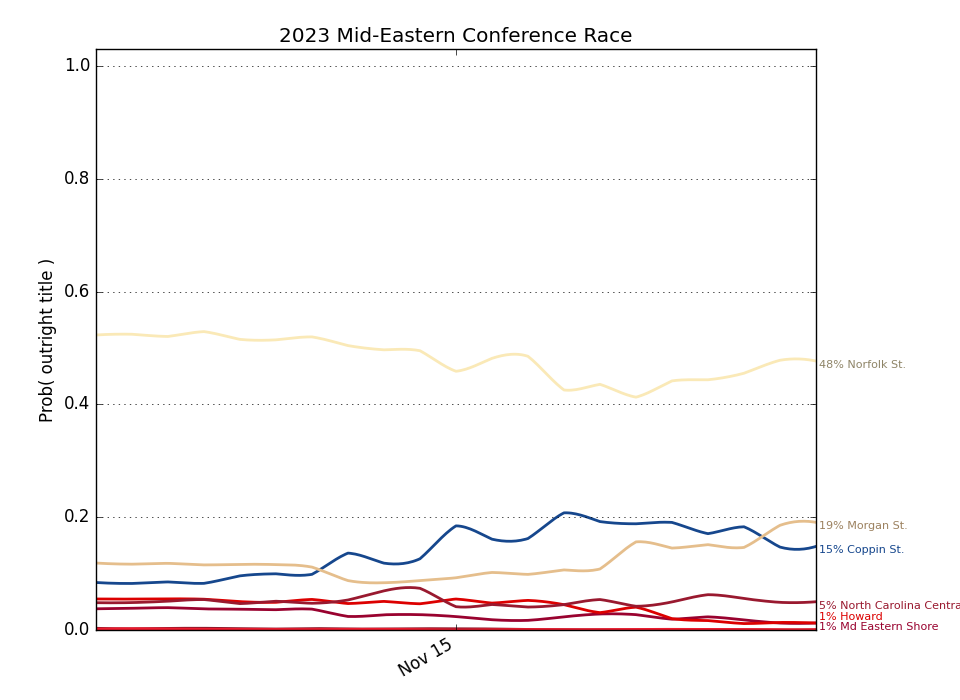 2023 Mid-Eastern Conference Race
1.0
0.8
0.6
0.4
0.2
0.0
Prob( outright title )
Nov 15
48% Norfolk St.
19% Morgan St.
15% Coppin St.
5% North Carolina Centra
1% Howard
1% Md Eastern Shore